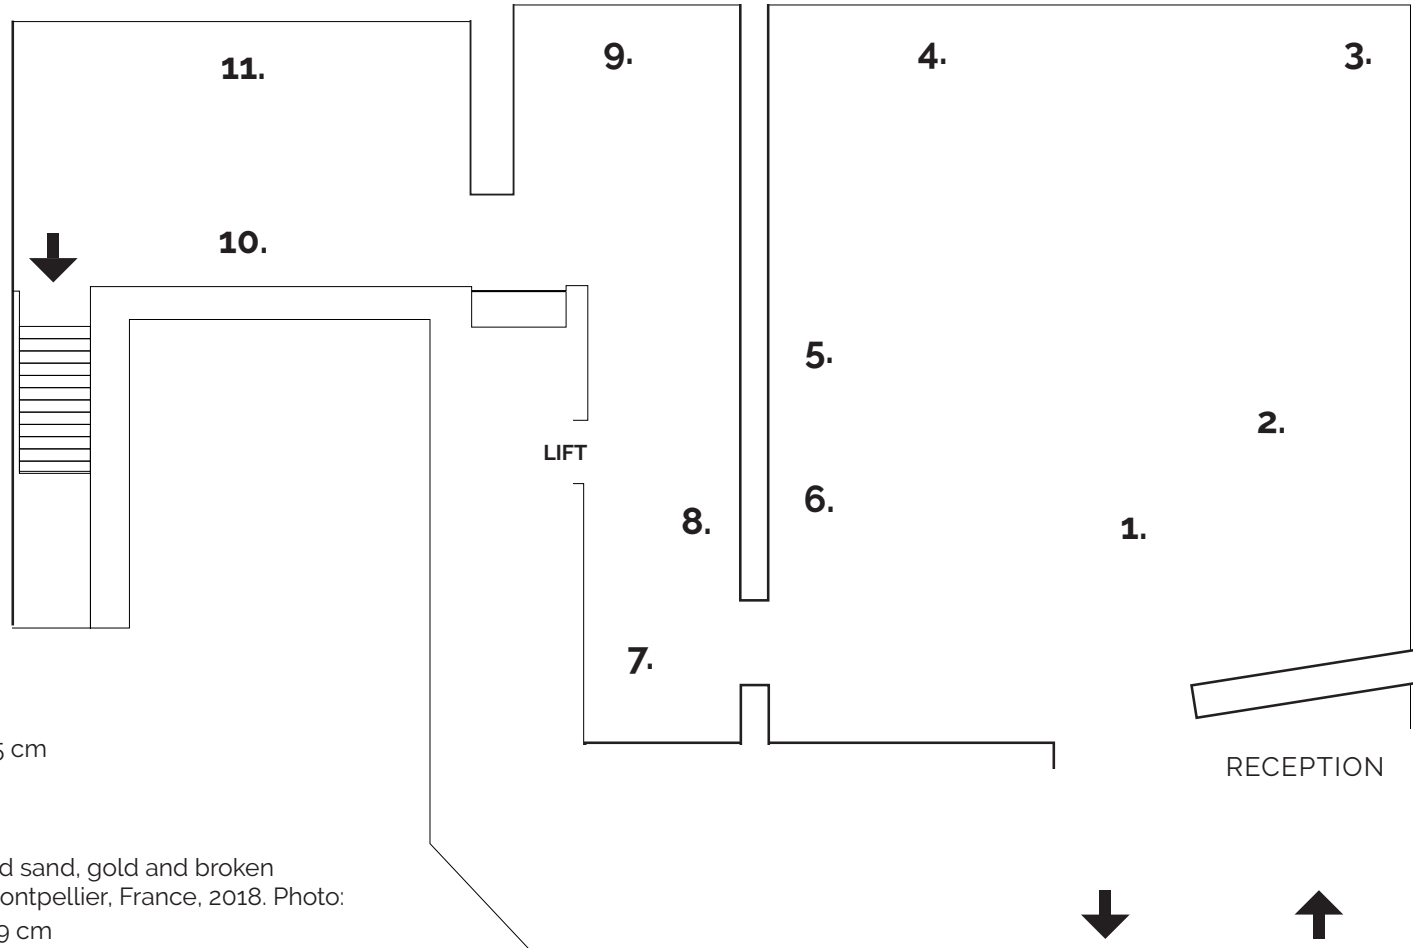 11.
9.
4.
3.
10.
5.
2.
LIFT
6.
8.
1.
7.
cm
RECEPTION
sand, gold and broken
France, 2018. Photo:
cm